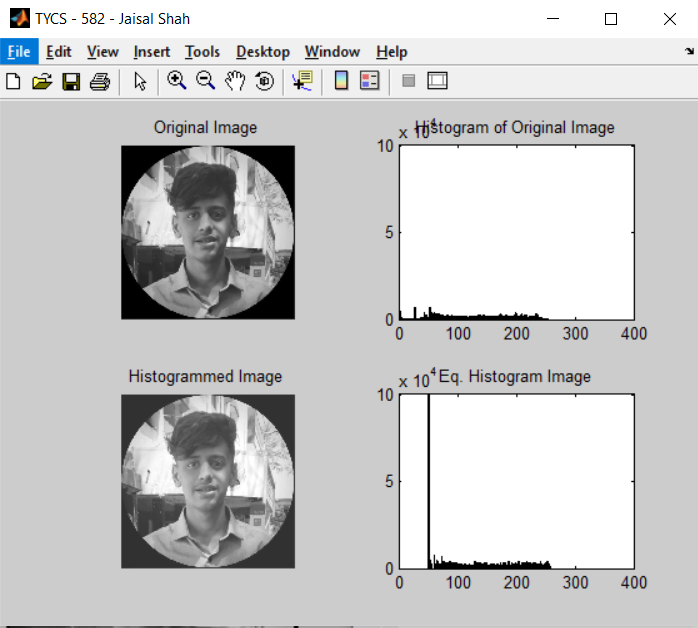 TYCS - 582 - Jaisal Shah
File Edit View Insert Tools Desktop Window Help
Original Image
Histogram of Original Image
x 10^4
10
5
0
0 100 200 300 400
Histogrammed Image
Eq. Histogram Image
x 10^4
10
5
0
0 100 200 300 400